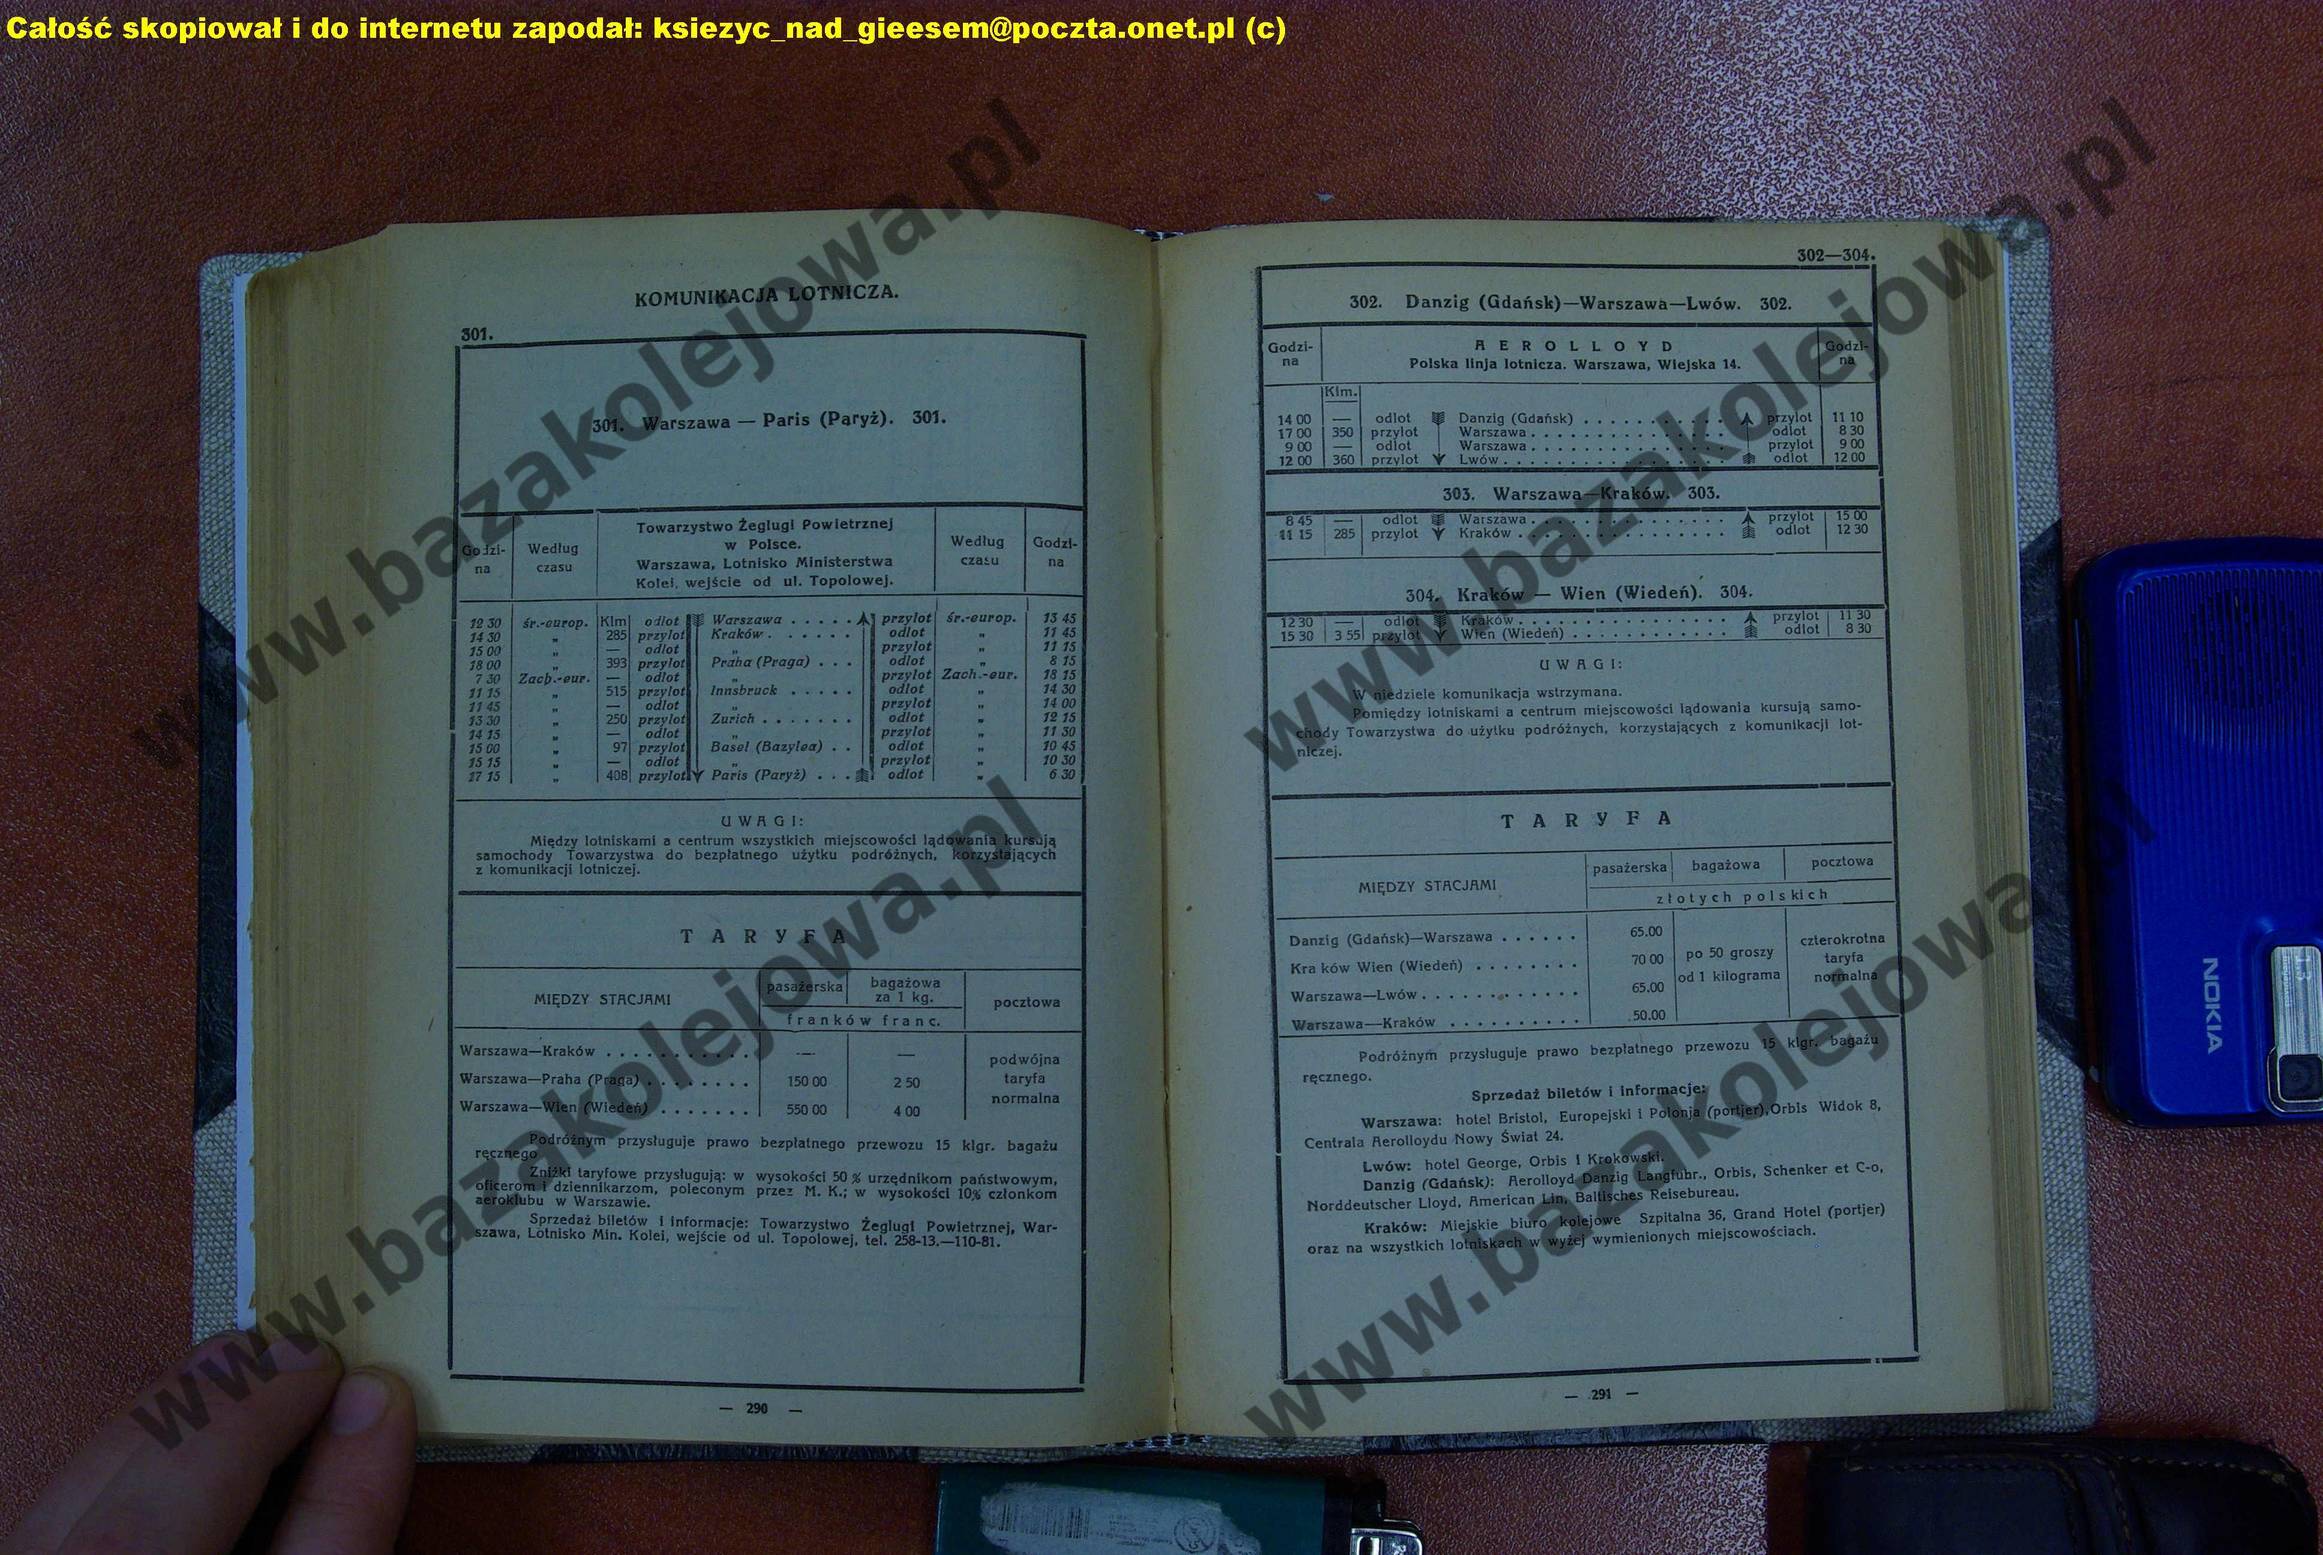 Całość skopiował i do internetu zapodał: ksiezyc_nad_gieesem@poczta.onet.pl (c)
KOMUNIKACJA LOTNICZA.
301.
301. Warszawa — Paris (Paryż). 301.
Godzi-na Według czasu Towarzystwo Żeglugi Powietrznej Według czasu Godzi-na
w Polsce.
Warszawa, Lotnisko Ministerstwa
Kolei, wejście od ul. Topolowej.
12 30 śr.-europ. Klm odlot Warszawa . . . . . przylot śr.-europ. 13 45
14 30 „ 285 przylot Kraków . . . . . . odlot „ 11 45
15 00 „ — odlot „ przylot „ 11 15
18 00 „ 393 przylot Praha (Praga) . . . odlot „ 8 15
7 30 Zach.-eur. — odlot „ przylot Zach.-eur. 18 15
11 15 „ 515 przylot Innsbruck . . . . . odlot „ 14 30
11 45 „ — odlot „ przylot „ 14 00
13 30 „ 250 przylot Zurich . . . . . . . odlot „ 12 15
14 15 „ — odlot „ przylot „ 11 30
15 00 „ 97 przylot Basel (Bazylea) . . odlot „ 10 45
15 15 „ — odlot „ przylot „ 10 30
17 15 „ 408 przylot Paris (Paryż) . . . odlot „ 6 30
UWAGI:
Między lotniskami a centrum wszystkich miejscowości lądowania kursują
samochody Towarzystwa do bezpłatnego użytku podróżnych, korzystających
z komunikacji lotniczej.
TARYFA
MIĘDZY STACJAMI pasażerska bagażowa za 1 kg. pocztowa
franków franc.
Warszawa—Kraków . . . . . . . . . . . — — podwójna
Warszawa—Praha (Praga) . . . . . . . . 150 00 2 50 taryfa
Warszawa—Wien (Wiedeń) . . . . . . . 550 00 4 00 normalna
Podróżnym przysługuje prawo bezpłatnego przewozu 15 klgr. bagażu
ręcznego
Zniżki taryfowe przysługują: w wysokości 50 % urzędnikom państwowym,
oficerom i dziennikarzom, poleconym przez M. K.; w wysokości 10% członkom
aeroklubu w Warszawie.
Sprzedaż biletów i informacje: Towarzystwo Żeglugi Powietrznej, War-
szawa, Lotnisko Min. Kolei, wejście od ul. Topolowej, tel. 258-13.—110-81.
— 290 —
302—304.
302. Danzig (Gdańsk)—Warszawa—Lwów. 302.
Godzi-na AEROLLOYD Godzi-na
Polska linja lotnicza. Warszawa, Wiejska 14.
Klm.
14 00 — odlot Danzig (Gdańsk) . . . . . . . . . . . przylot 11 10
17 00 350 przylot Warszawa . . . . . . . . . . . . . . . odlot 8 30
9 00 — odlot Warszawa . . . . . . . . . . . . . . . przylot 9 00
12 00 360 przylot Lwów . . . . . . . . . . . . . . . . . odlot 12 00
303. Warszawa—Kraków. 303.
8 45 — odlot Warszawa . . . . . . . . . . . . . . . przylot 15 00
11 15 285 przylot Kraków . . . . . . . . . . . . . . . . odlot 12 30
304. Kraków — Wien (Wiedeń). 304.
12 30 — odlot Kraków . . . . . . . . . . . . . . . . przylot 11 30
15 30 3 55 przylot Wien (Wiedeń) . . . . . . . . . . . . odlot 8 30
UWAGI:
W niedziele komunikacja wstrzymana.
Pomiędzy lotniskami a centrum miejscowości lądowania kursują samo-
chody Towarzystwa do użytku podróżnych, korzystających z komunikacji lot-
niczej.
TARYFA
MIĘDZY STACJAMI pasażerska bagażowa pocztowa
złotych polskich
Danzig (Gdańsk)—Warszawa . . . . . . 65.00 po 50 groszy czterokrotna
Kra ków Wien (Wiedeń) . . . . . . . . 70 00 od 1 kilograma taryfa
Warszawa—Lwów . . . . . . . . . . . . 65.00 normalna
Warszawa—Kraków . . . . . . . . . . 50.00
Podróżnym przysługuje prawo bezpłatnego przewozu 15 klgr. bagażu
ręcznego.
Sprzedaż biletów i informacje:
Warszawa: hotel Bristol, Europejski i Polonja (portjer), Orbis Widok 8,
Centrala Aerolloydu Nowy Świat 24.
Lwów: hotel George, Orbis i Krokowski.
Danzig (Gdańsk): Aerolloyd Danzig Langfuhr., Orbis, Schenker et C-o,
Norddeutscher Lloyd, American Lin, Baltisches Reisebureau.
Kraków: Miejskie biuro kolejowe Szpitalna 36, Grand Hotel (portjer)
oraz na wszystkich lotniskach w wyżej wymienionych miejscowościach.
— 291 —
NOKIA
www.bazakolejowa.pl
www.bazakolejowa.pl
www.bazakolejowa.pl
www.bazakolejowa.pl